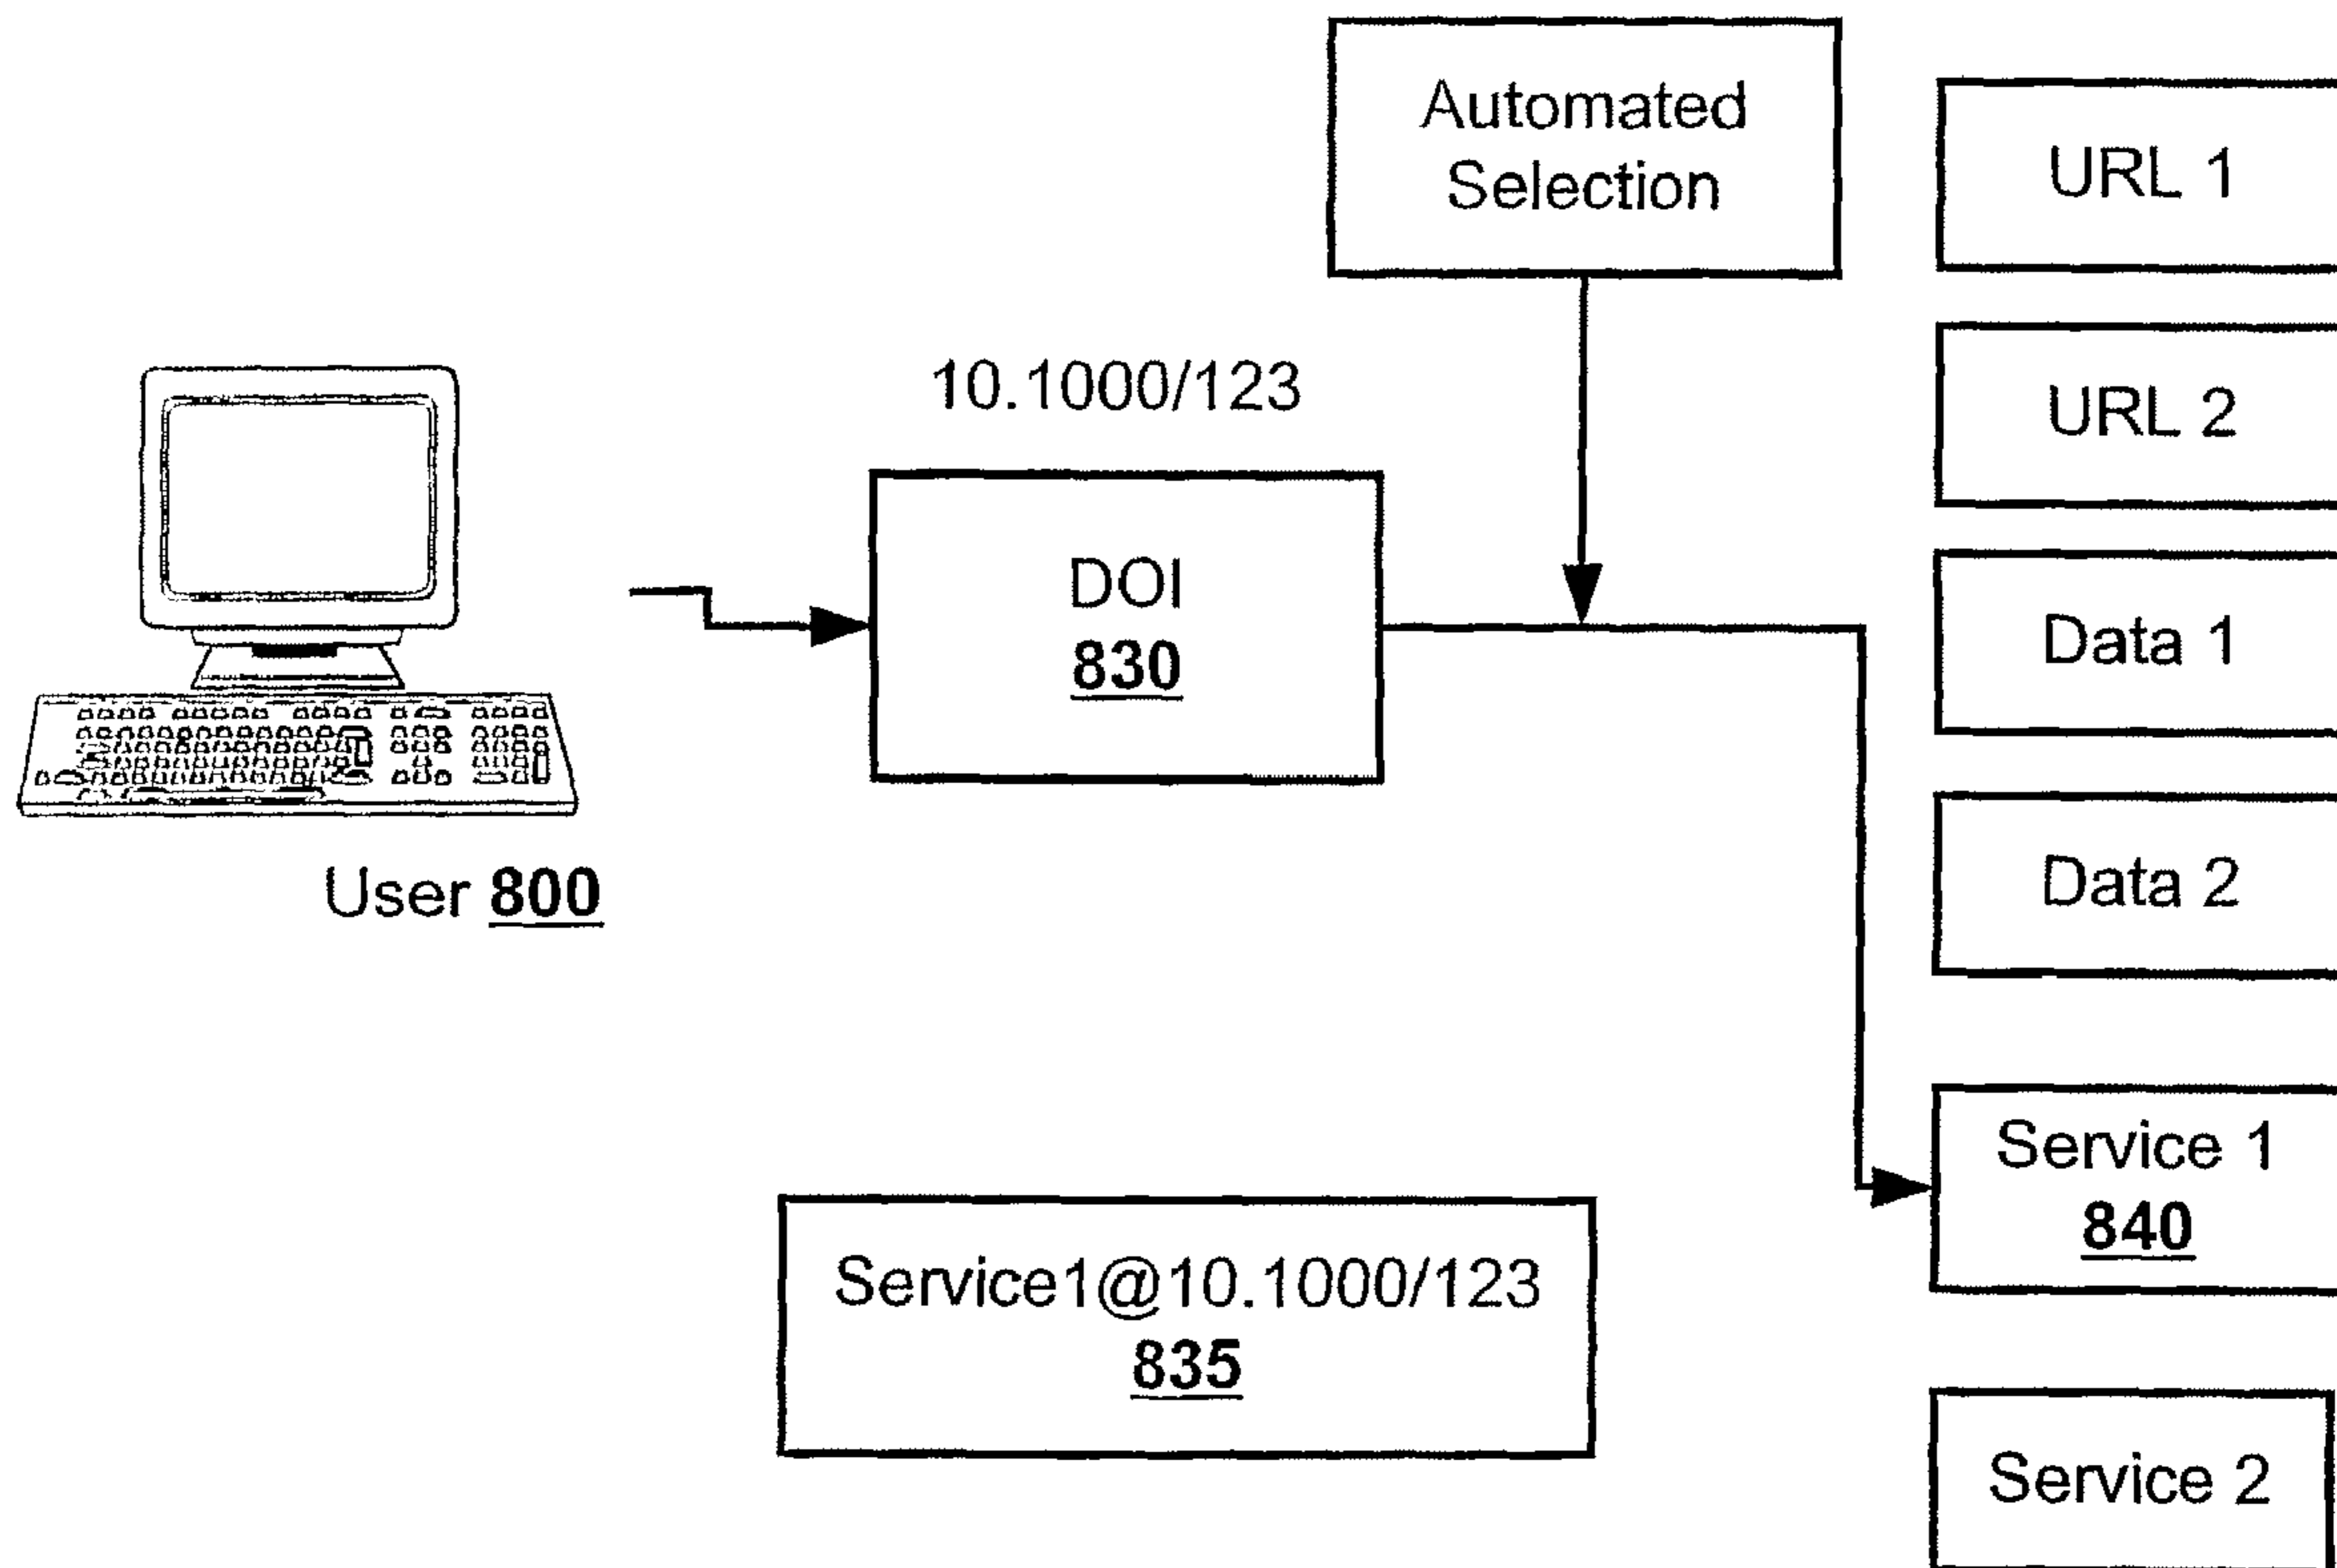 Automated
Selection
URL 1
10.1000/123
URL 2
DOI
830
Data 1
User 800
Data 2
Service 1
840
Service1@10.1000/123
835
Service 2